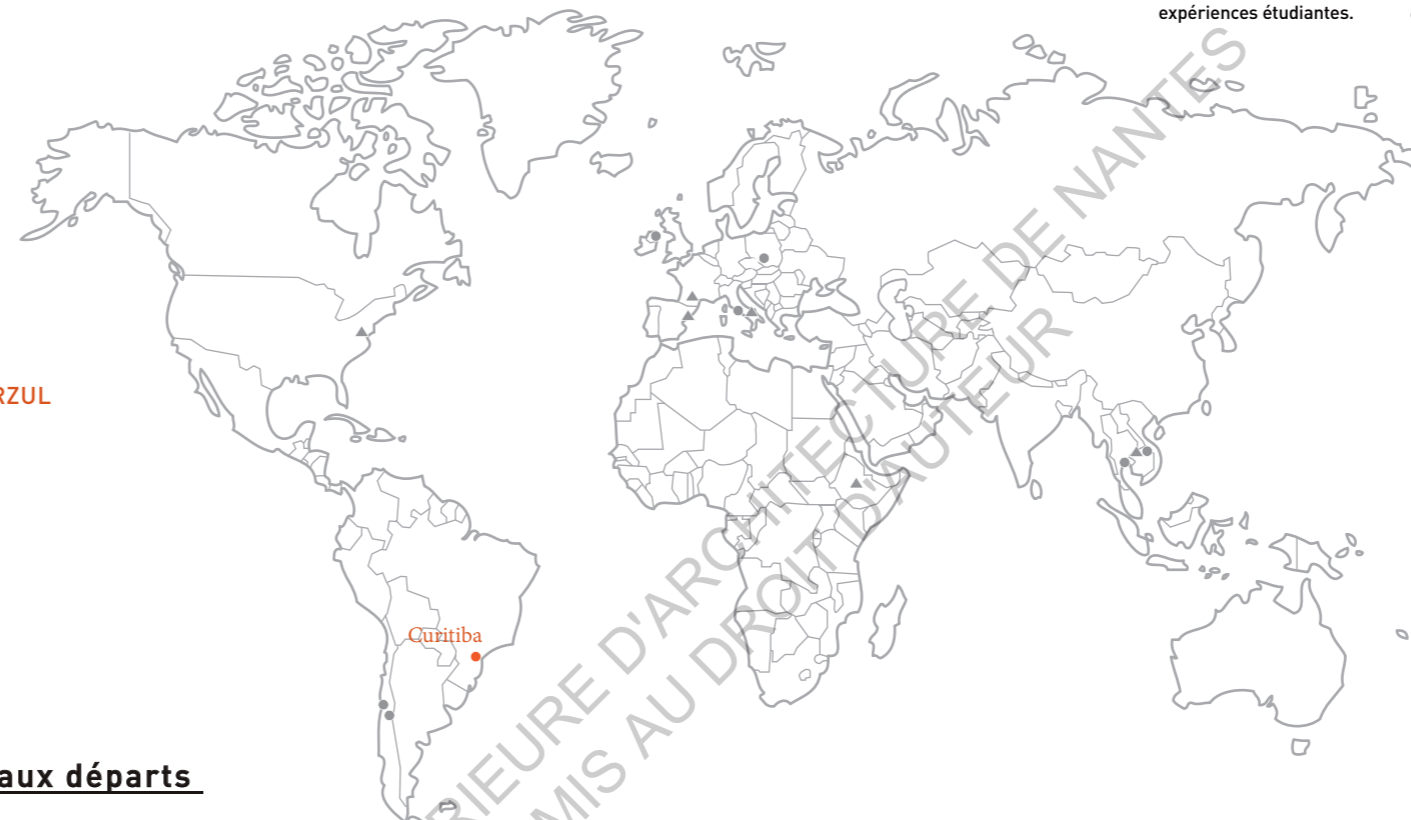 expériences étudiantes.
RZUL
Curitiba
aux départs
RIEURE D'ARCHITECTURE DE NANTES
MIS AU DROIT D'AUTEUR